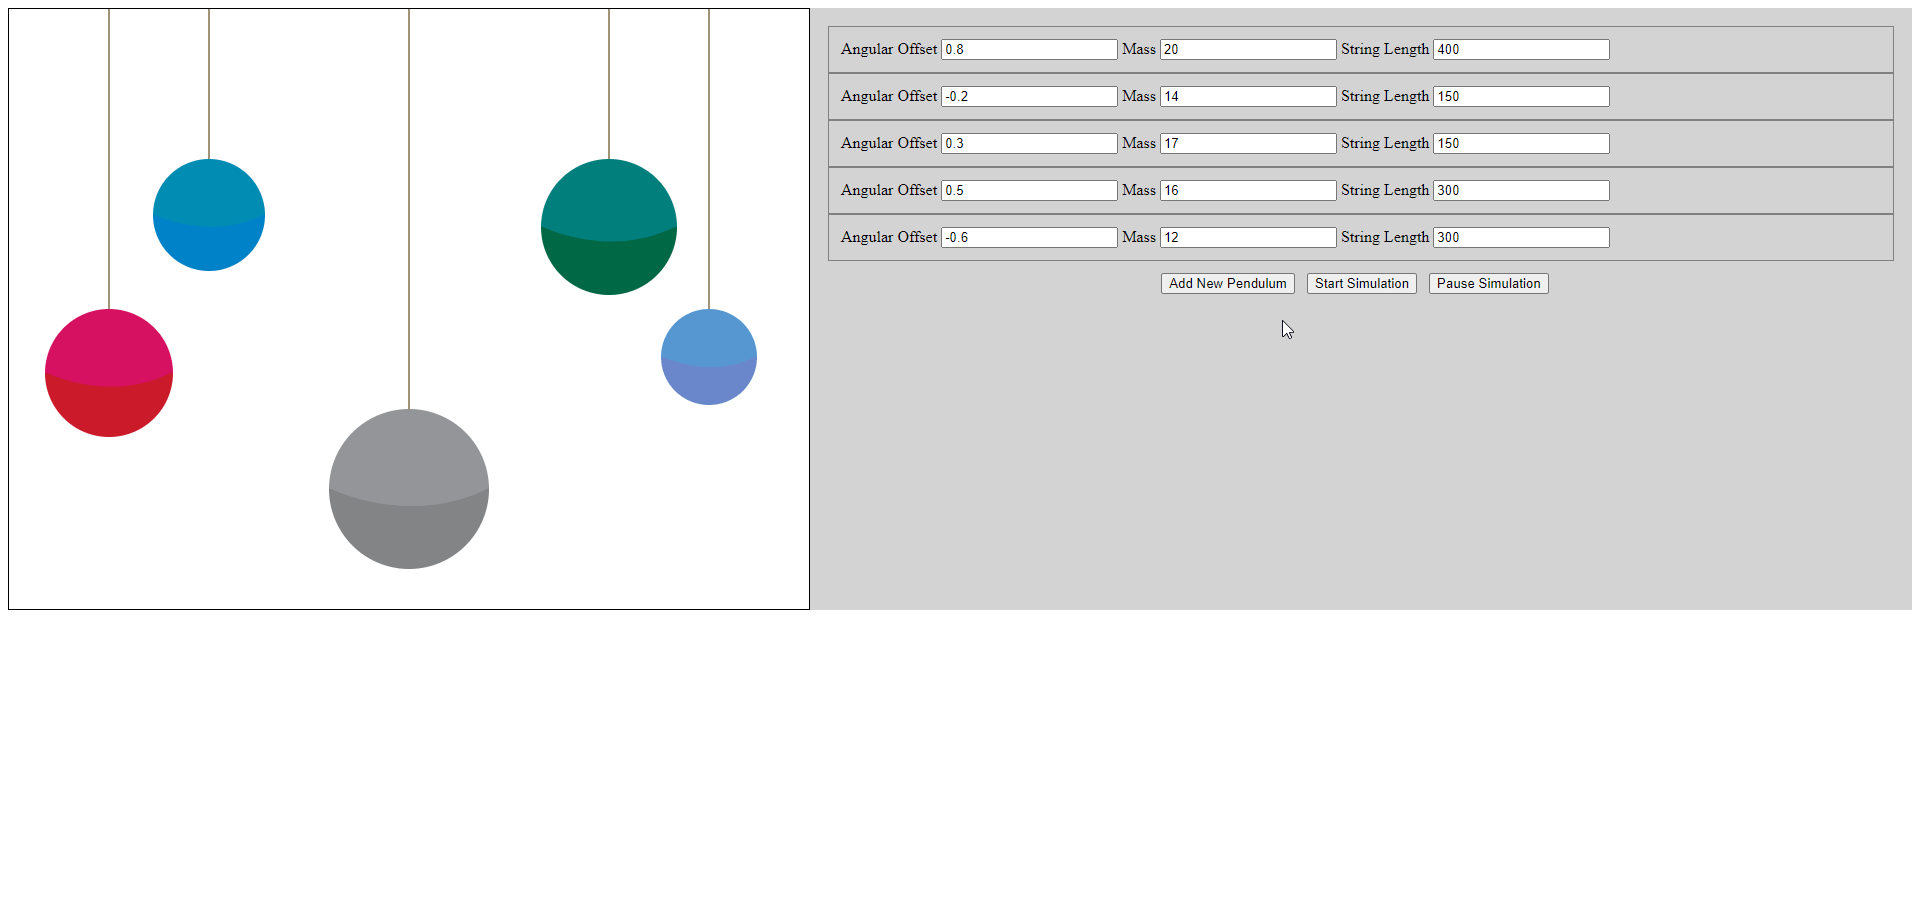 Angular Offset 0.8 Mass 20 String Length 400
Angular Offset -0.2 Mass 14 String Length 150
Angular Offset 0.3 Mass 17 String Length 150
Angular Offset 0.5 Mass 16 String Length 300
Angular Offset -0.6 Mass 12 String Length 300
Add New Pendulum Start Simulation Pause Simulation